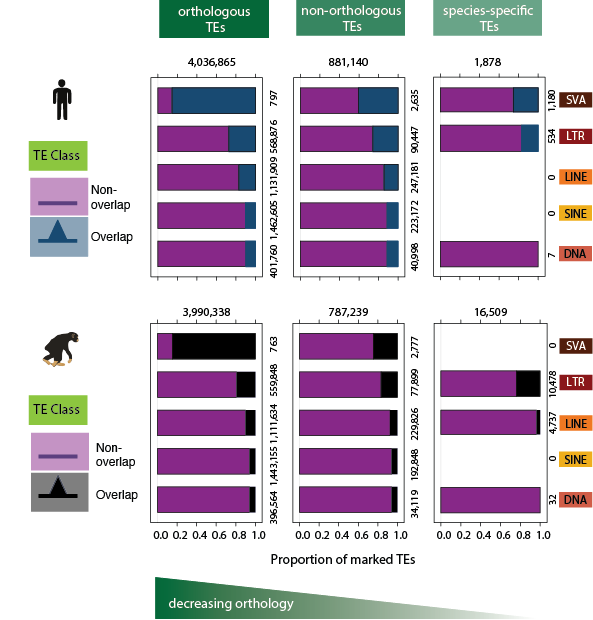 orthologous
TEs
non-orthologous
TEs
species-specific
TEs
4,036,865
881,140
1,878
797
2,635
1,180
SVA
568,876
90,447
534
LTR
TE Class
1,131,909
247,181
0
LINE
Non-
overlap
1,462,605
223,172
0
SINE
Overlap
401,760
40,998
7
DNA
3,990,338
787,239
16,509
763
2,777
0
SVA
559,848
77,899
10,478
LTR
TE Class
1,111,634
229,826
4,737
LINE
Non-
overlap
1,443,155
192,848
0
SINE
Overlap
396,564
34,119
32
DNA
0.0 0.2 0.4 0.6 0.8 1.0
0.0 0.2 0.4 0.6 0.8 1.0
0.0 0.2 0.4 0.6 0.8 1.0
Proportion of marked TEs
decreasing orthology